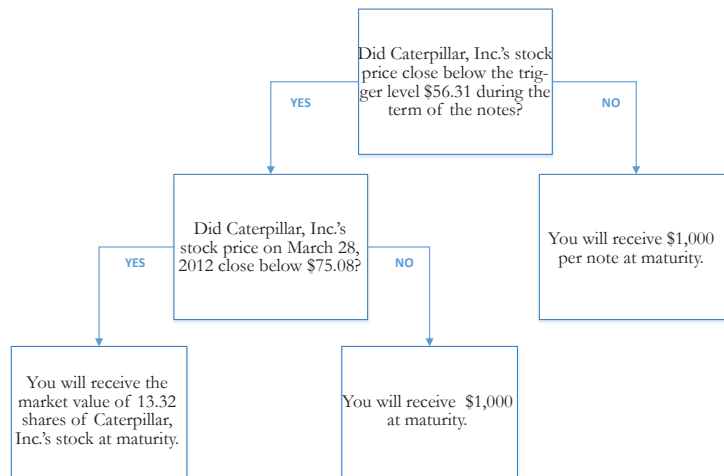 Did Caterpillar, Inc.'s stock
price close below the trig-
ger level $56.31 during the
term of the notes?
YES
NO
Did Caterpillar, Inc.'s
stock price on March 28,
2012 close below $75.08?
You will receive $1,000
per note at maturity.
YES
NO
You will receive the
market value of 13.32
shares of Caterpillar,
Inc.'s stock at maturity.
You will receive $1,000
at maturity.